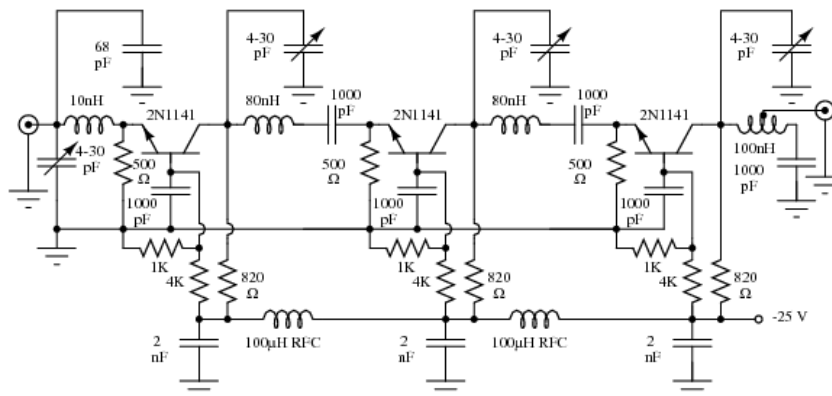 68
pF
4-30
pF
4-30
pF
4-30
pF
10nH
2N1141
80nH
1000
pF
2N1141
80nH
1000
pF
2N1141
4-30
pF
500
Ω
500
Ω
500
Ω
100nH
1000
pF
1000
pF
1000
pF
1000
pF
1K
4K
820
Ω
1K
4K
820
Ω
1K
4K
820
Ω
-25 V
2
nF
100μH RFC
2
nF
100μH RFC
2
nF